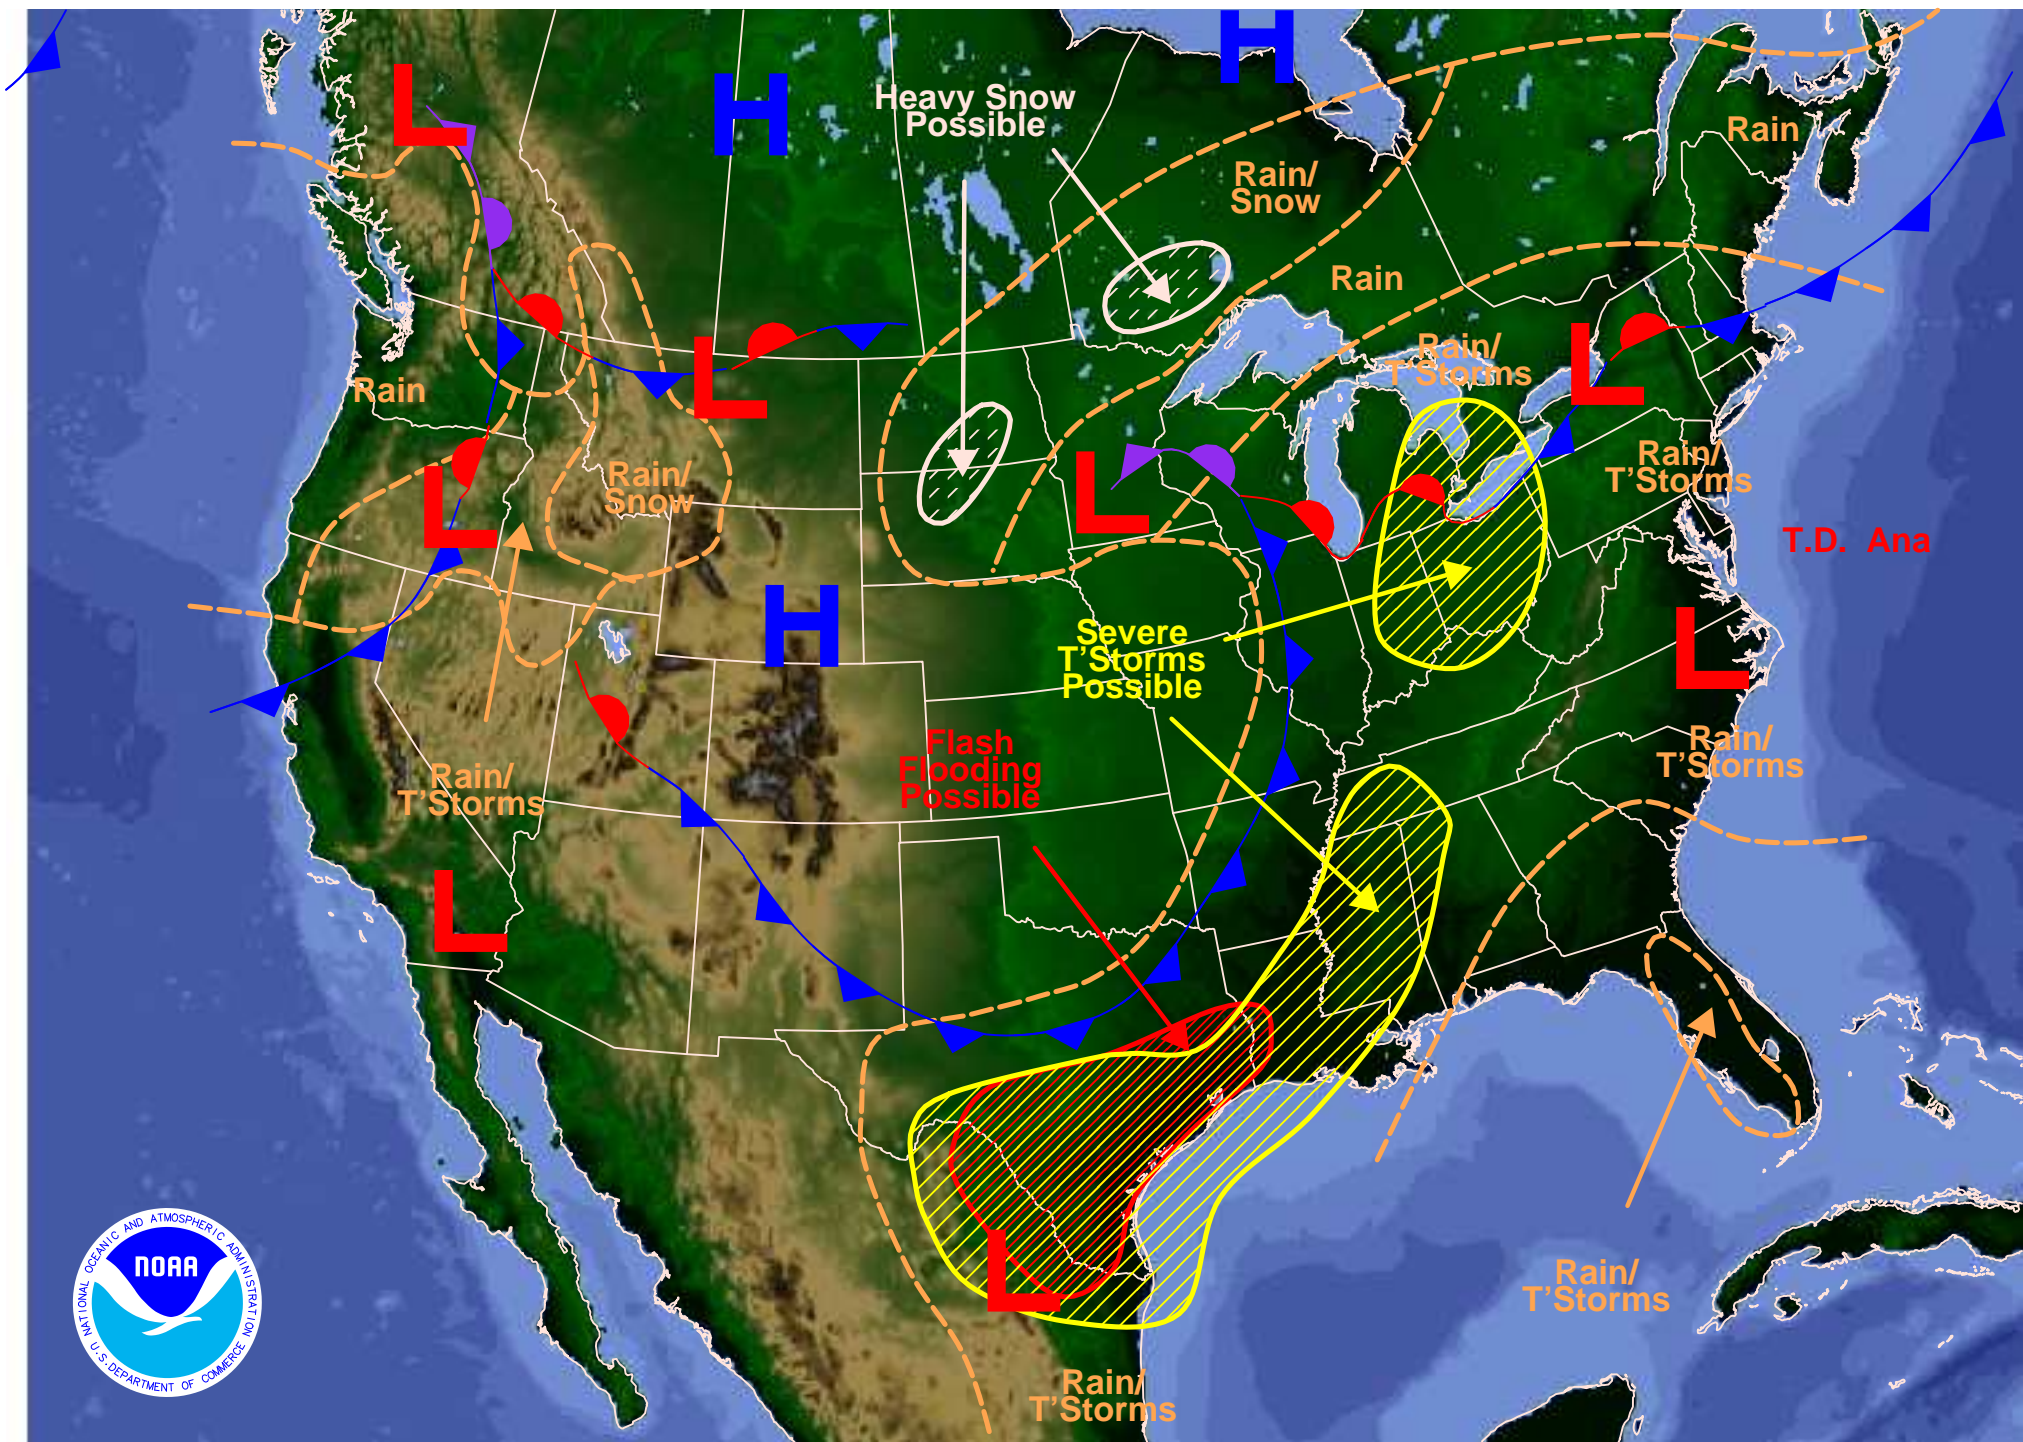 H
L
H
Heavy Snow
Possible
Rain
Rain/
Snow
Rain
L
L
Rain/
T'Storms
Rain
L
L
Rain/
Snow
Rain/
T'Storms
L
T.D. Ana
H
Severe
T'Storms
Possible
L
Flash
Flooding
Possible
Rain/
T'Storms
Rain/
T'Storms
L
L
Rain/
T'Storms
Rain/
T'Storms
NATIONAL OCEANIC AND ATMOSPHERIC ADMINISTRATION
NOAA
U.S. DEPARTMENT OF COMMERCE